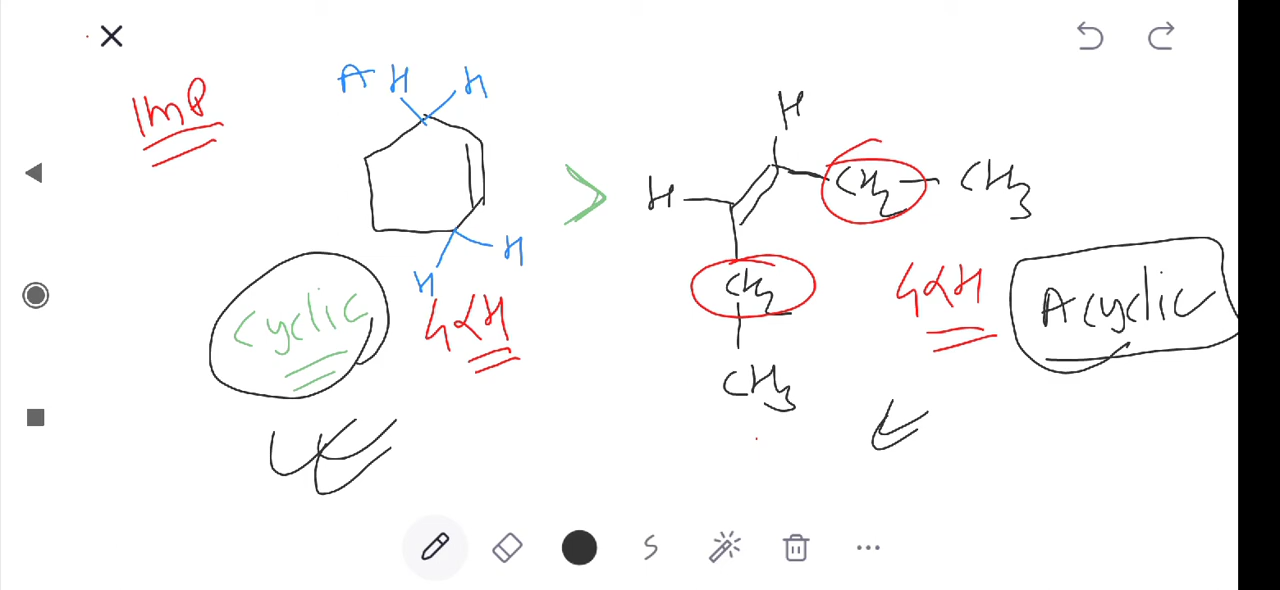 IMP
A H H
H H
4αH
Cyclic
>
H
H
CH2 CH3
CH2
CH3
4αH
Acyclic
S